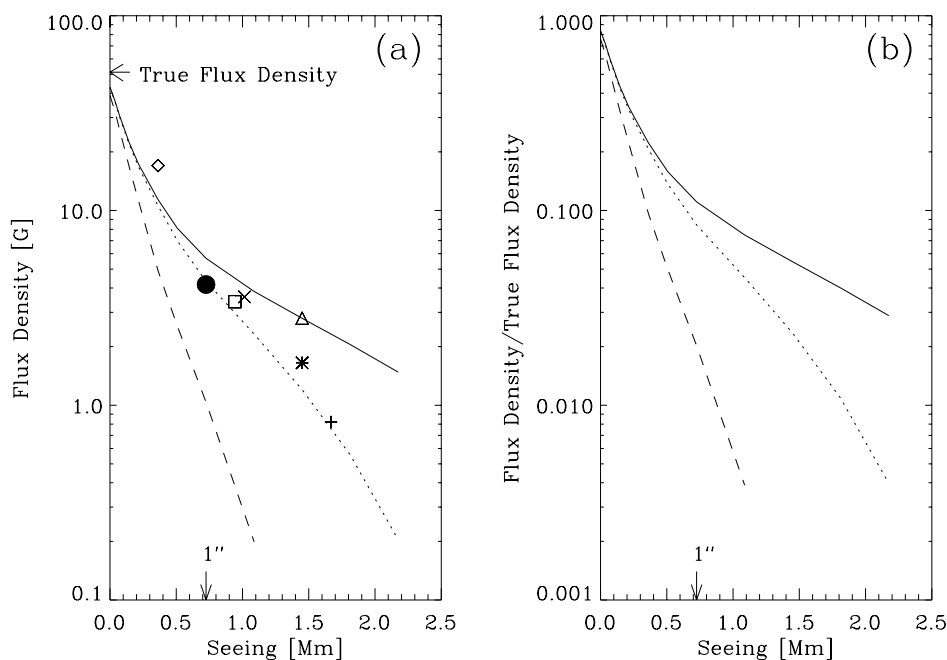 100.0
10.0
1.0
0.1
Flux Density [G]
(a)
True Flux Density
1″
0.0 0.5 1.0 1.5 2.0 2.5
Seeing [Mm]
1.000
0.100
0.010
0.001
Flux Density/True Flux Density
(b)
1″
0.0 0.5 1.0 1.5 2.0 2.5
Seeing [Mm]